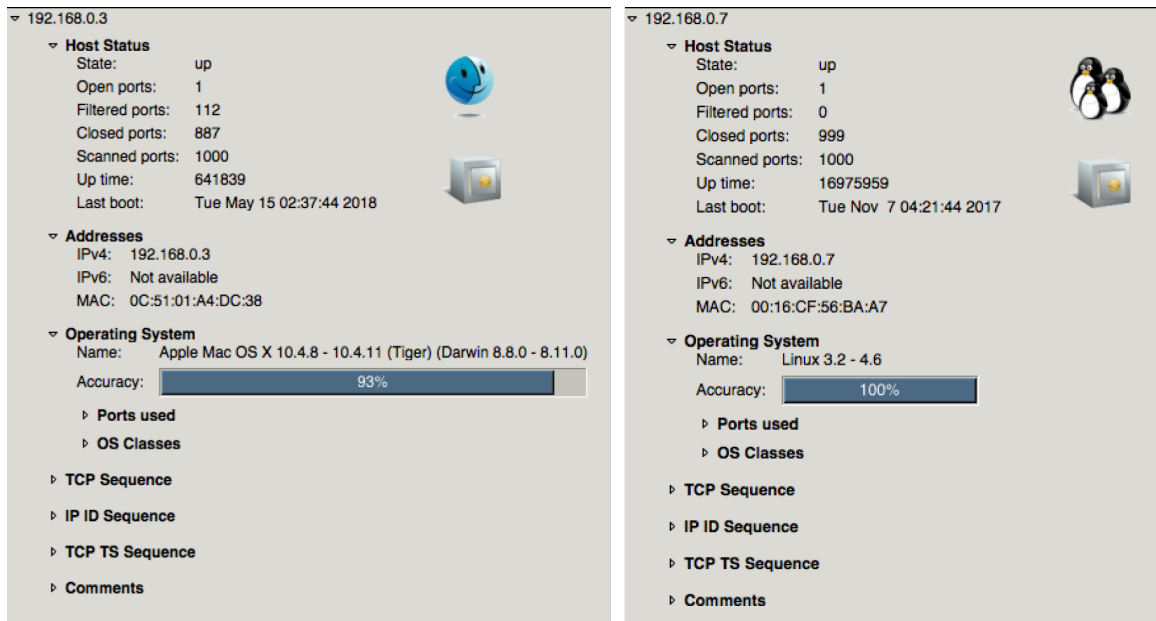 192.168.0.3
Host Status
State: up
Open ports: 1
Filtered ports: 112
Closed ports: 887
Scanned ports: 1000
Up time: 641839
Last boot: Tue May 15 02:37:44 2018
Addresses
IPv4: 192.168.0.3
IPv6: Not available
MAC: 0C:51:01:A4:DC:38
Operating System
Name: Apple Mac OS X 10.4.8 - 10.4.11 (Tiger) (Darwin 8.8.0 - 8.11.0)
Accuracy: 93%
Ports used
OS Classes
TCP Sequence
IP ID Sequence
TCP TS Sequence
Comments
192.168.0.7
Host Status
State: up
Open ports: 1
Filtered ports: 0
Closed ports: 999
Scanned ports: 1000
Up time: 16975959
Last boot: Tue Nov 7 04:21:44 2017
Addresses
IPv4: 192.168.0.7
IPv6: Not available
MAC: 00:16:CF:56:BA:A7
Operating System
Name: Linux 3.2 - 4.6
Accuracy: 100%
Ports used
OS Classes
TCP Sequence
IP ID Sequence
TCP TS Sequence
Comments